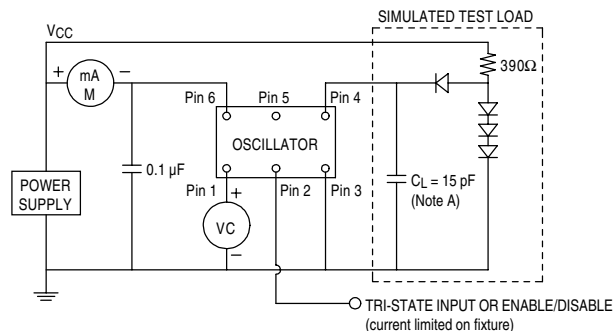 SIMULATED TEST LOAD
VCC
+
mA
M
−
390Ω
Pin 6
Pin 5
Pin 4
OSCILLATOR
0.1 µF
Pin 1
Pin 2
Pin 3
CL = 15 pF
(Note A)
POWER
SUPPLY
+
VC
−
TRI-STATE INPUT OR ENABLE/DISABLE
(current limited on fixture)